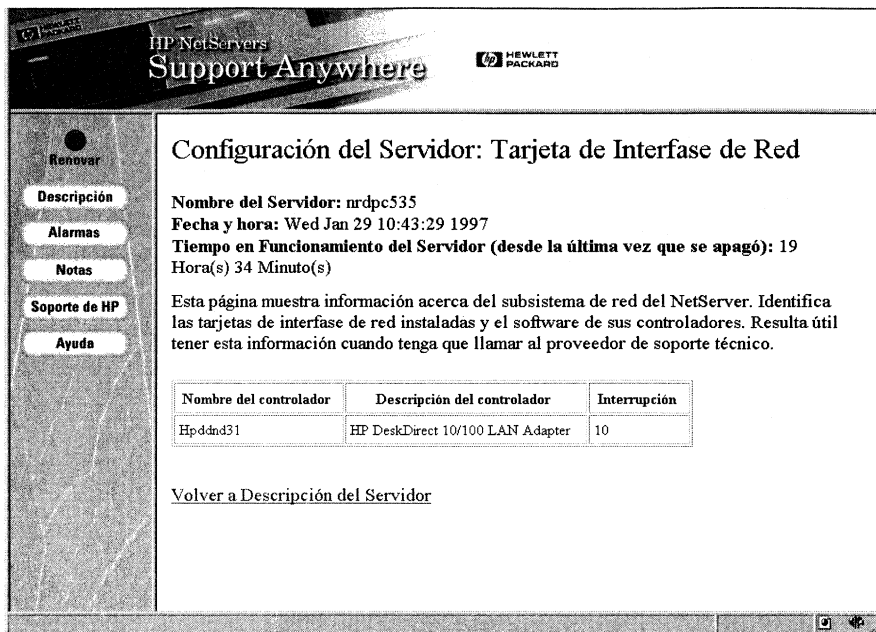 HP NetServers
Support Anywhere
hp HEWLETT
PACKARD
Renovar
Descripción
Alarmas
Notas
Soporte de HP
Ayuda
Configuración del Servidor: Tarjeta de Interfase de Red
Nombre del Servidor: nrdpc535
Fecha y hora: Wed Jan 29 10:43:29 1997
Tiempo en Funcionamiento del Servidor (desde la última vez que se apagó): 19
Hora(s) 34 Minuto(s)
Esta página muestra información acerca del subsistema de red del NetServer. Identifica
las tarjetas de interfase de red instaladas y el software de sus controladores. Resulta útil
tener esta información cuando tenga que llamar al proveedor de soporte técnico.
Nombre del controlador Descripción del controlador Interrupción
Hpddnd31 HP DeskDirect 10/100 LAN Adapter 10
Volver a Descripción del Servidor